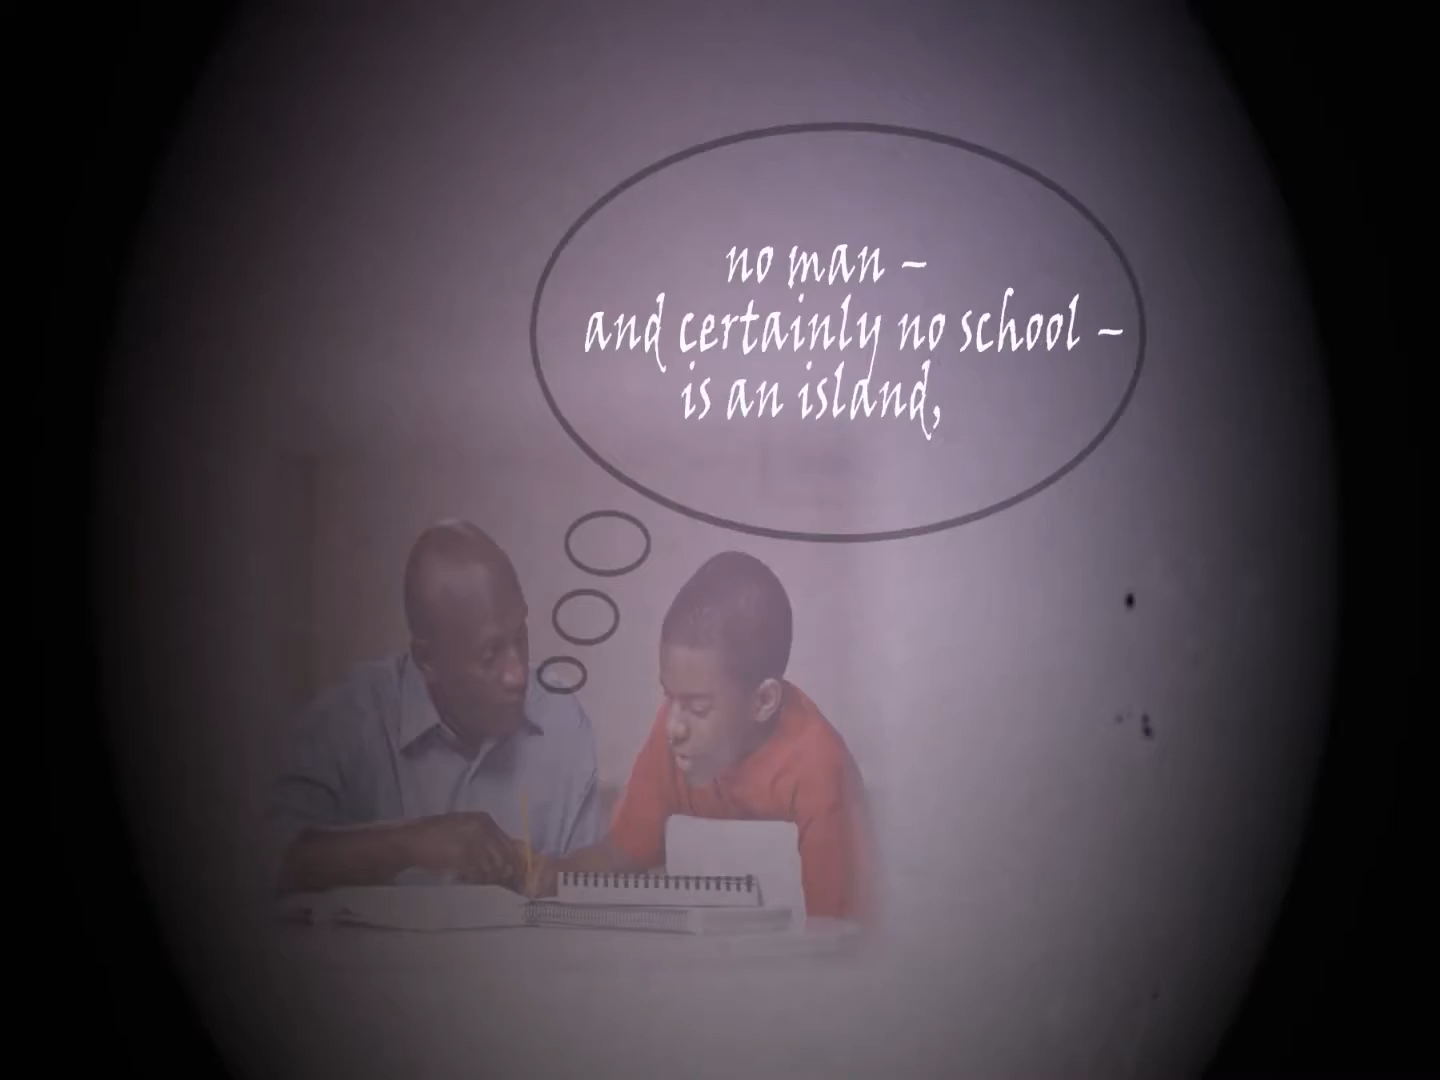 no man –
and certainly no school –
is an island,